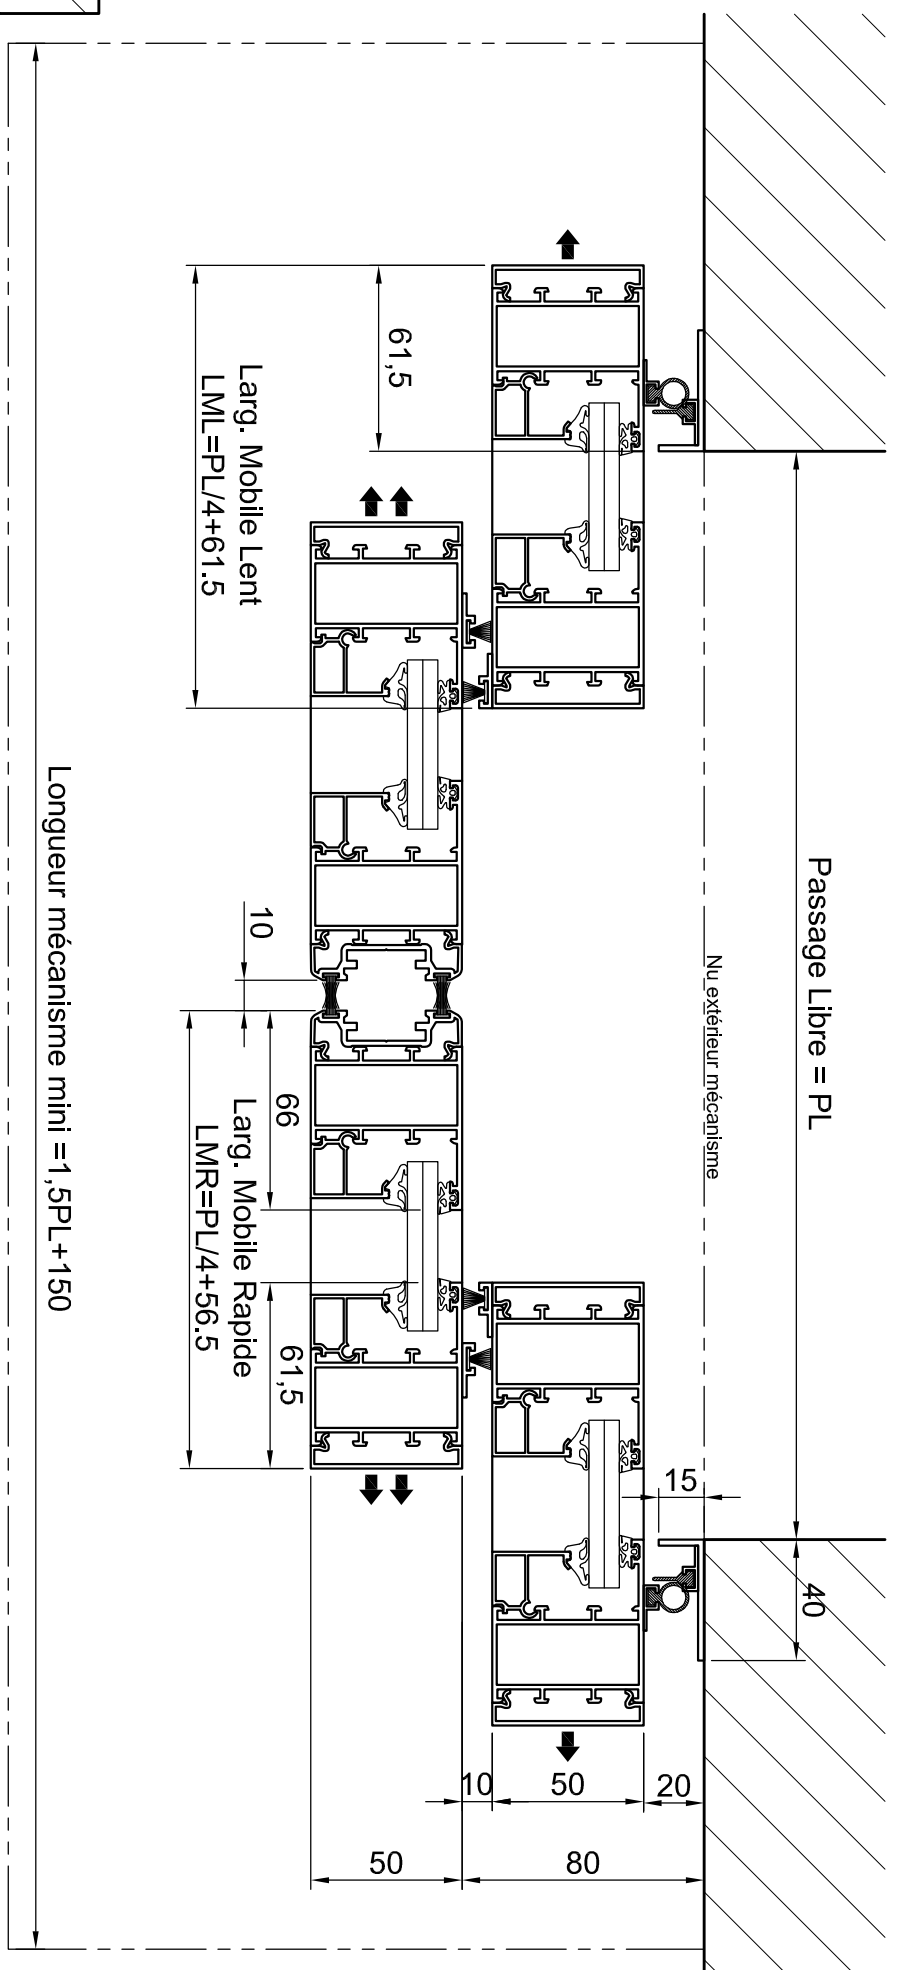 Passage Libre = PL
Nu extérieur mécanisme
40
15
61,5
Larg. Mobile Lent
LML=PL/4+61.5
10
66
Larg. Mobile Rapide
LMR=PL/4+56.5
61,5
10
50
20
50
80
Longueur mécanisme mini =1,5PL+150